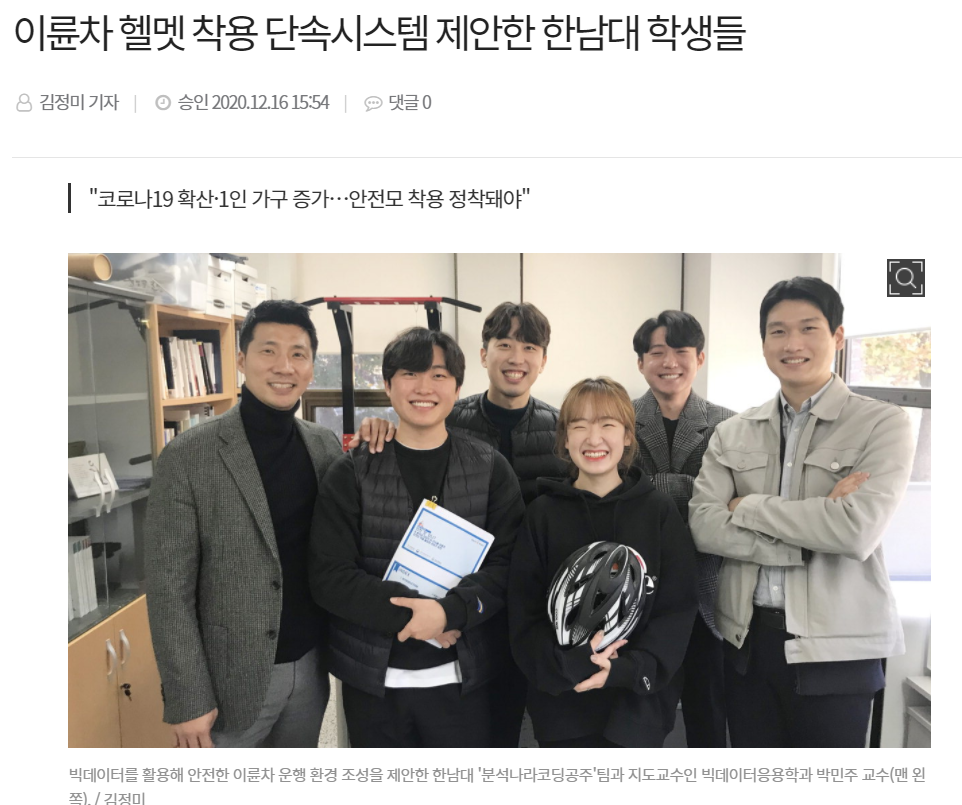 이륜차 헬멧 착용 단속시스템 제안한 한남대 학생들
김정미 기자 승인 2020.12.16 15:54 댓글 0
"코로나19 확산·1인 가구 증가…안전모 착용 정착돼야"
빅데이터를 활용해 안전한 이륜차 운행 환경 조성을 제안한 한남대 '분석나라코딩공주'팀과 지도교수인 빅데이터응용학과 박민주 교수(맨 왼
쪽). / 김정미